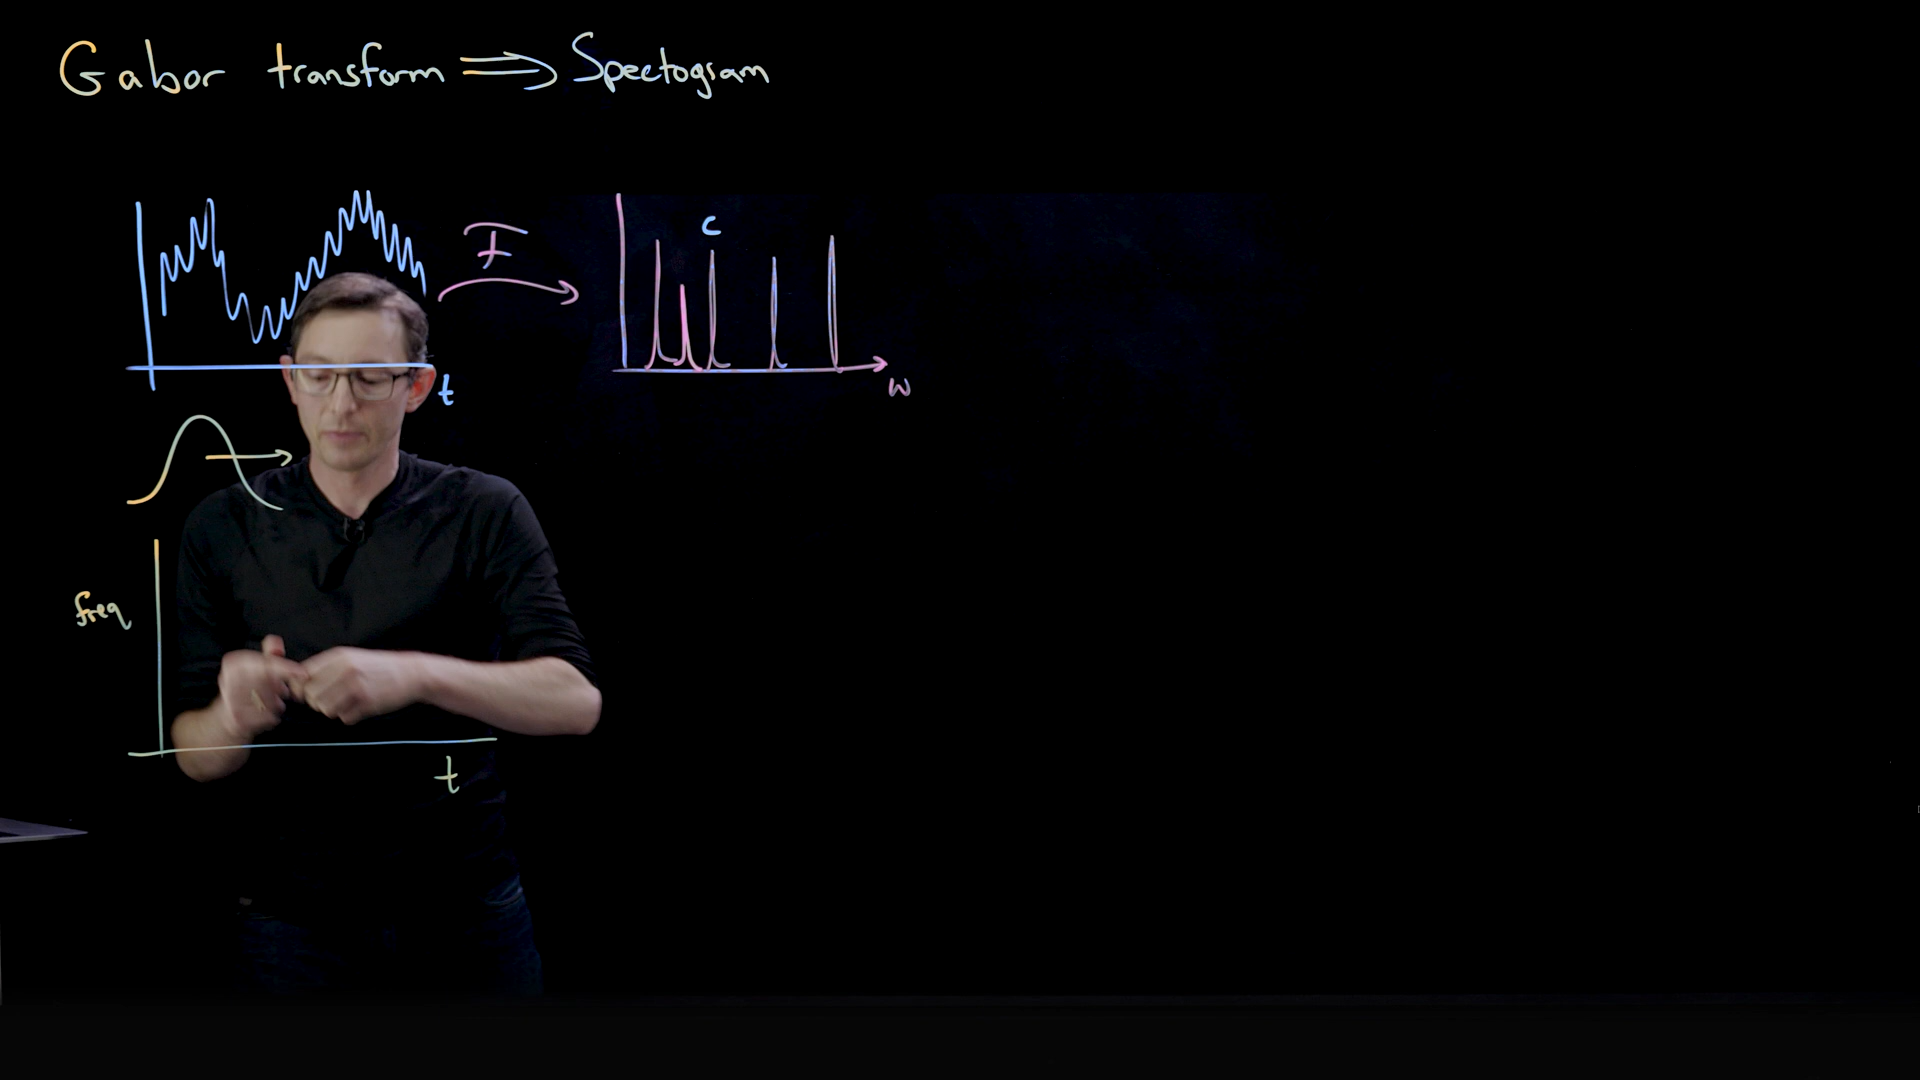 Gabor transform ⟹ Spectogram
F
c
t
ω
freq
t